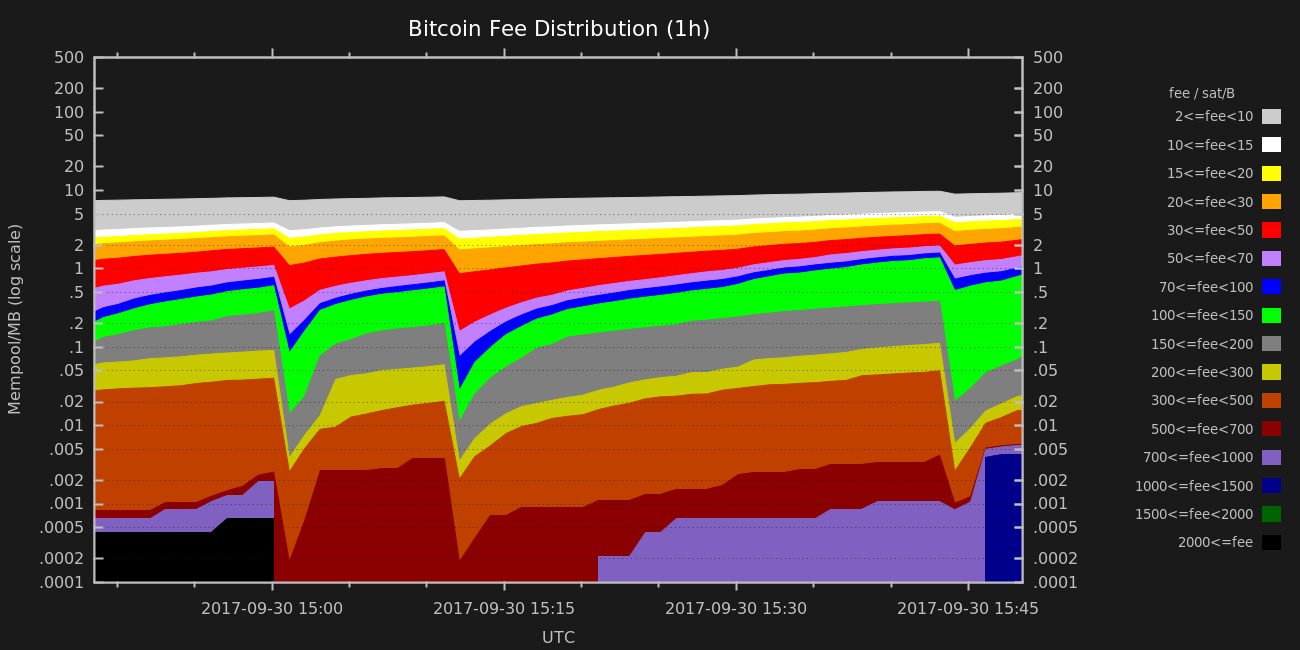 Bitcoin Fee Distribution (1h)
500
200
100
50
20
10
5
2
1
.5
.2
.1
.05
.02
.01
.005
.002
.001
.0005
.0002
.0001
Mempool/MB (log scale)
500
200
100
50
20
10
5
2
1
.5
.2
.1
.05
.02
.01
.005
.002
.001
.0005
.0002
.0001
2017-09-30 15:00 2017-09-30 15:15 2017-09-30 15:30 2017-09-30 15:45
UTC
fee / sat/B
2<=fee<10
10<=fee<15
15<=fee<20
20<=fee<30
30<=fee<50
50<=fee<70
70<=fee<100
100<=fee<150
150<=fee<200
200<=fee<300
300<=fee<500
500<=fee<700
700<=fee<1000
1000<=fee<1500
1500<=fee<2000
2000<=fee